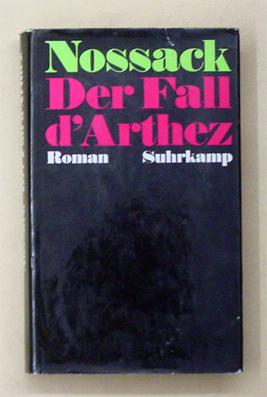 Nossack
Der Fall
d'Arthez
Roman Suhrkamp